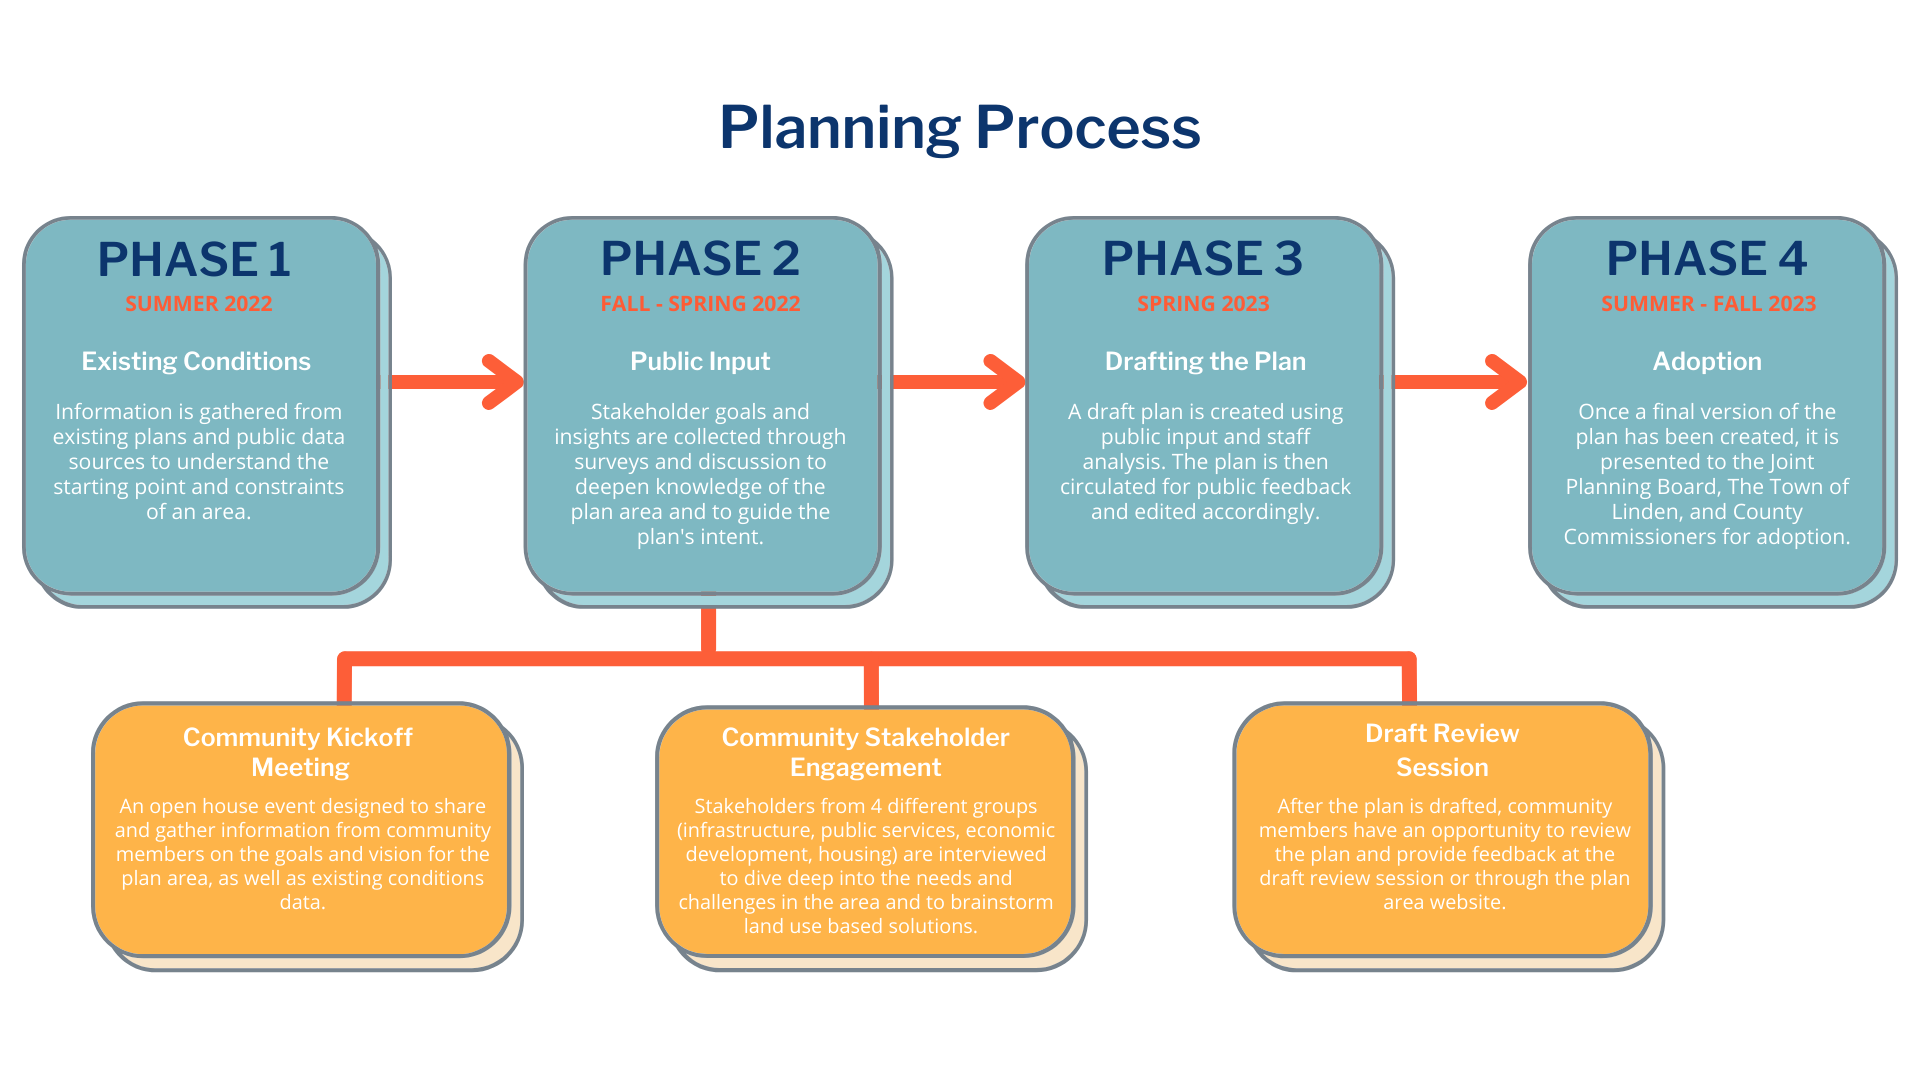 Planning Process
PHASE 1
SUMMER 2022
Existing Conditions
Information is gathered from
existing plans and public data
sources to understand the
starting point and constraints
of an area.
PHASE 2
FALL - SPRING 2022
Public Input
Stakeholder goals and
insights are collected through
surveys and discussion to
deepen knowledge of the
plan area and to guide the
plan's intent.
PHASE 3
SPRING 2023
Drafting the Plan
A draft plan is created using
public input and staff
analysis. The plan is then
circulated for public feedback
and edited accordingly.
PHASE 4
SUMMER - FALL 2023
Adoption
Once a final version of the
plan has been created, it is
presented to the Joint
Planning Board, The Town of
Linden, and County
Commissioners for adoption.
Community Kickoff
Meeting
An open house event designed to share
and gather information from community
members on the goals and vision for the
plan area, as well as existing conditions
data.
Community Stakeholder
Engagement
Stakeholders from 4 different groups
(infrastructure, public services, economic
development, housing) are interviewed
to dive deep into the needs and
challenges in the area and to brainstorm
land use based solutions.
Draft Review
Session
After the plan is drafted, community
members have an opportunity to review
the plan and provide feedback at the
draft review session or through the plan
area website.